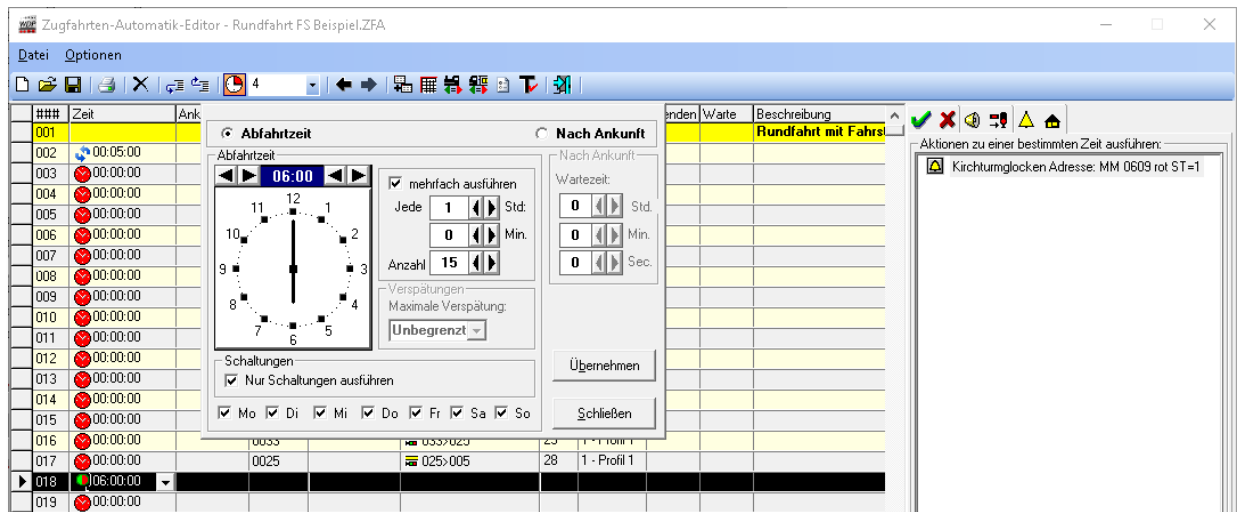 WDP Zugfahrten-Automatik-Editor - Rundfahrt FS Beispiel.ZFA
Datei Optionen
4
### Zeit Ank enden Warte Beschreibung
001 Rundfahrt mit Fahrs
002 00:05:00
003 00:00:00
004 00:00:00
005 00:00:00
006 00:00:00
007 00:00:00
008 00:00:00
009 00:00:00
010 00:00:00
011 00:00:00
012 00:00:00
013 00:00:00
014 00:00:00
015 00:00:00
016 00:00:00 0033 033>025 25 1 - Profil 1
017 00:00:00 0025 025>005 28 1 - Profil 1
018 06:00:00
019 00:00:00
Abfahrtzeit Nach Ankunft
Abfahrtzeit
06:00
12 1 2 3 4 5 6 7 8 9 10 11
mehrfach ausführen
Jede 1 Std:
0 Min.
Anzahl 15
Verspätungen
Maximale Verspätung:
Unbegrenzt
Nach Ankunft
Wartezeit:
0 Std.
0 Min.
0 Sec.
Schaltungen
Nur Schaltungen ausführen
Mo Di Mi Do Fr Sa So
Übernehmen
Schließen
Aktionen zu einer bestimmten Zeit ausführen:
Kirchturmglocken Adresse: MM 0609 rot ST=1